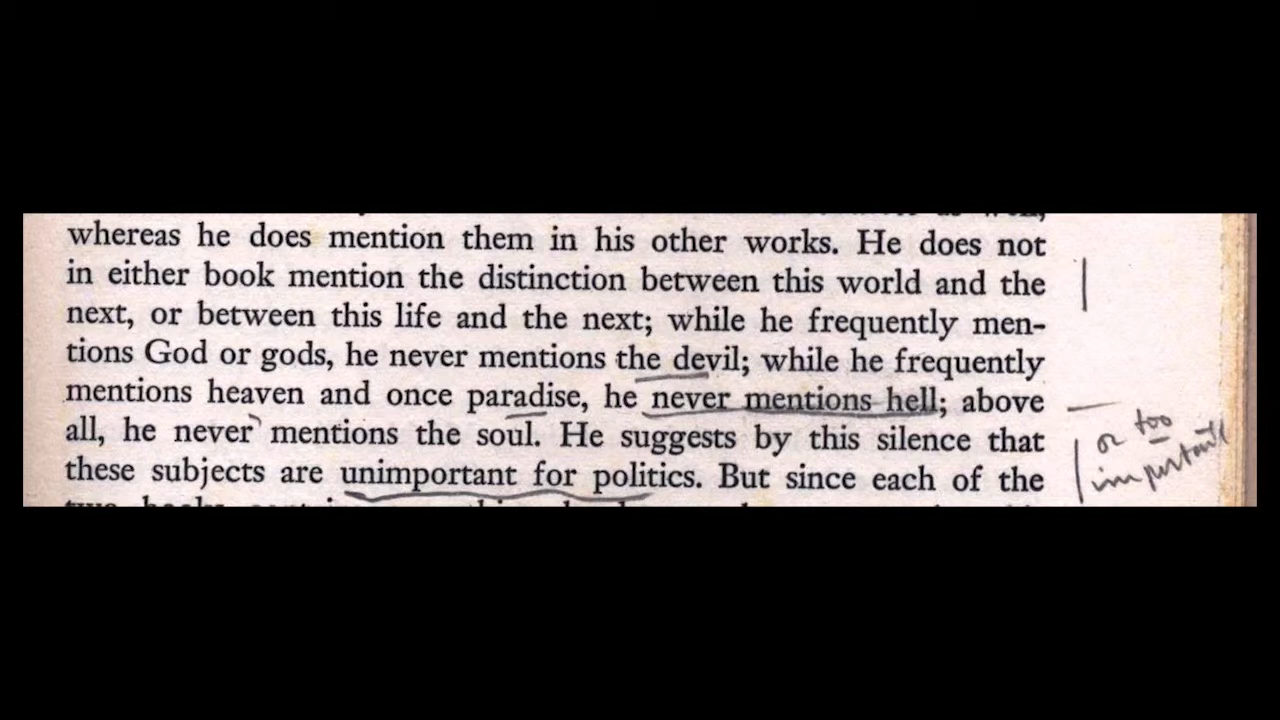 whereas he does mention them in his other works. He does not
in either book mention the distinction between this world and the
next, or between this life and the next; while he frequently men-
tions God or gods, he never mentions the devil; while he frequently
mentions heaven and once paradise, he never mentions hell; above
all, he never mentions the soul. He suggests by this silence that
these subjects are unimportant for politics. But since each of the
or too
important